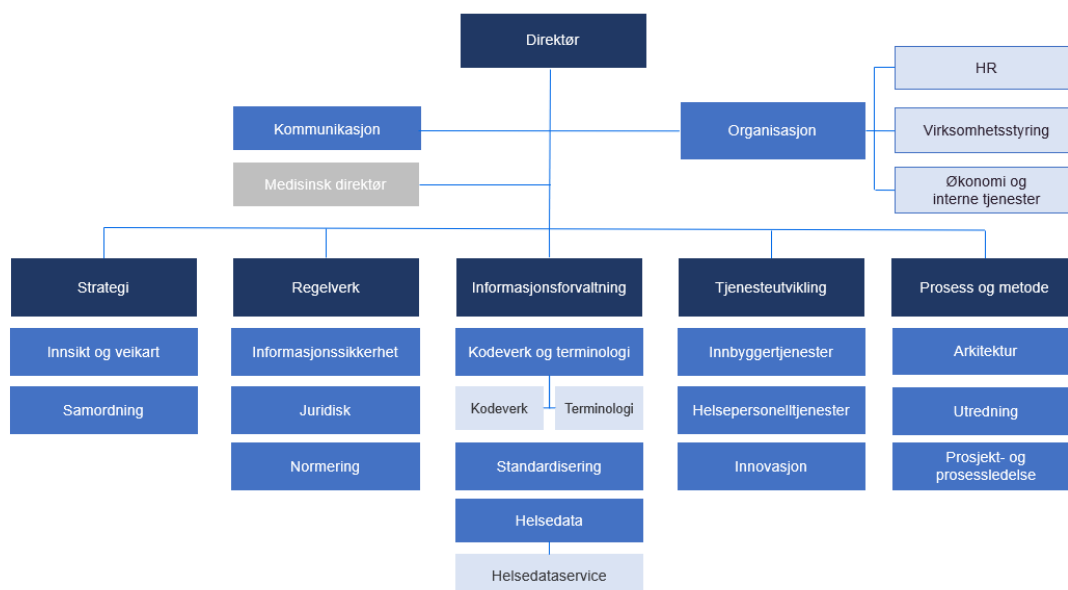 Direktør
HR
Kommunikasjon
Organisasjon
Virksomhetsstyring
Medisinsk direktør
Økonomi og
interne tjenester
Strategi
Regelverk
Informasjonsforvaltning
Tjenesteutvikling
Prosess og metode
Innsikt og veikart
Informasjonssikkerhet
Kodeverk og terminologi
Innbyggertjenester
Arkitektur
Samordning
Juridisk
Kodeverk
Terminologi
Helsepersonelltjenester
Utredning
Normering
Standardisering
Innovasjon
Prosjekt- og
prosessledelse
Helsedata
Helsedataservice